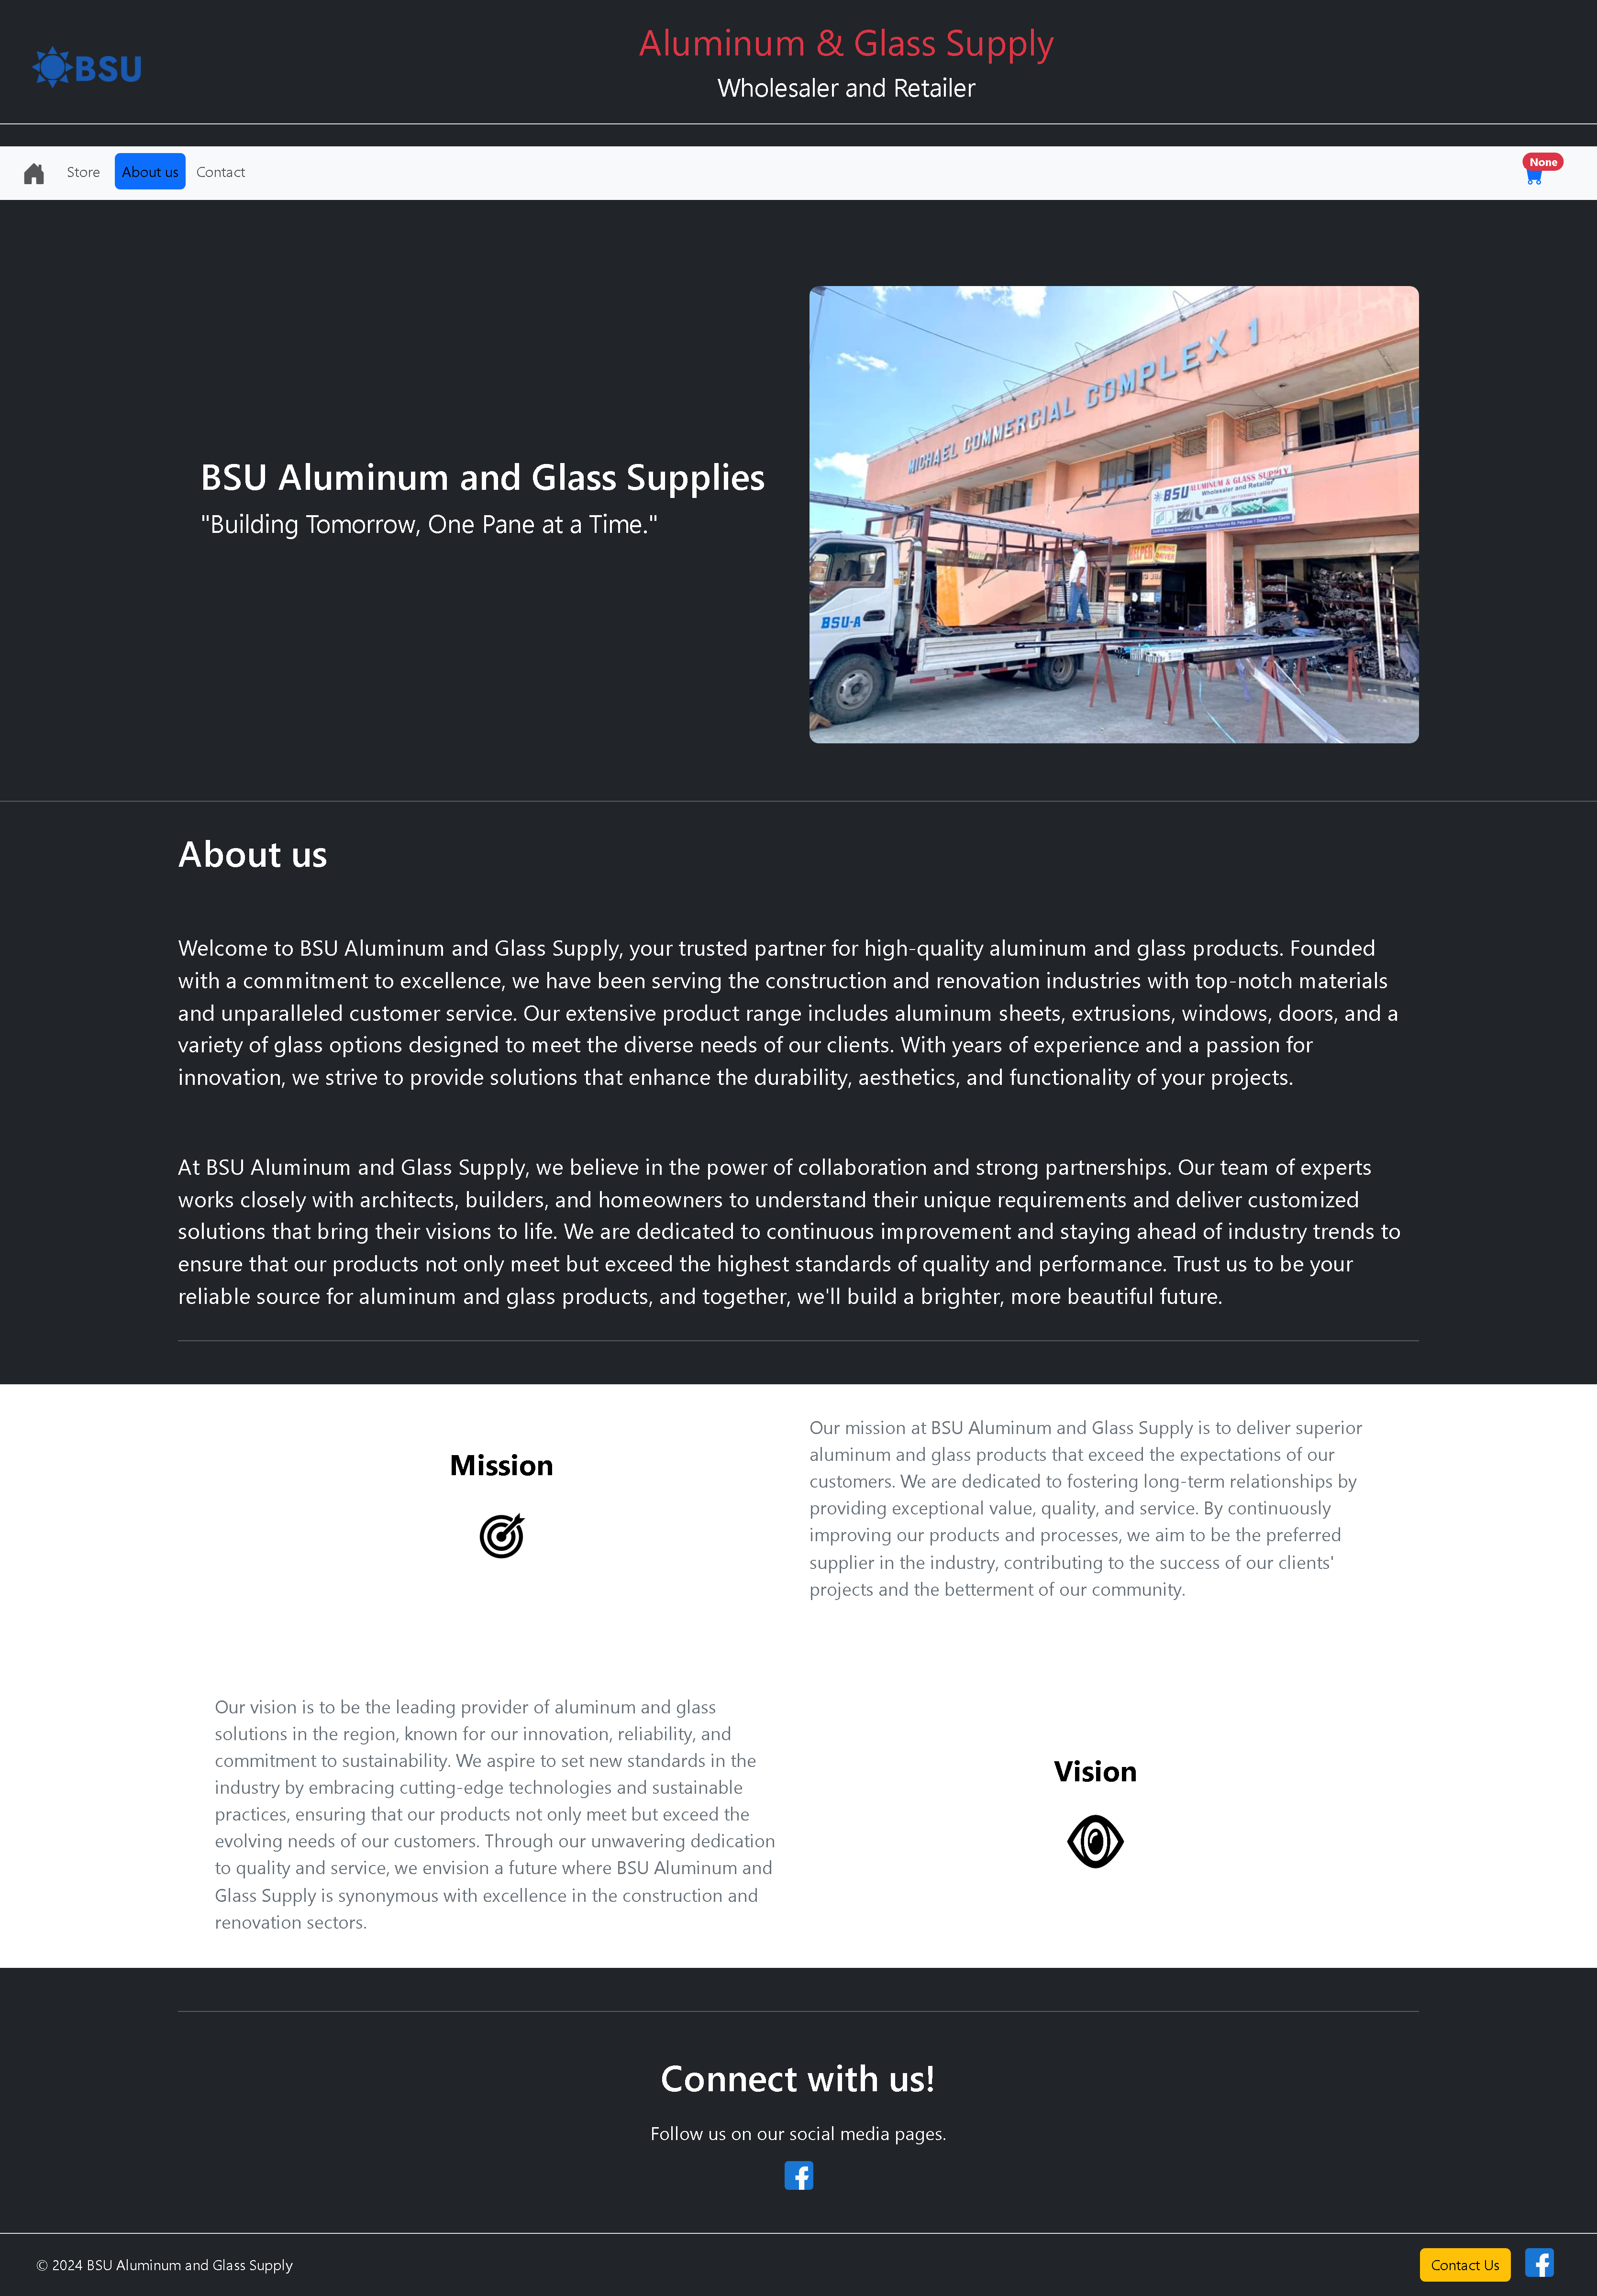 BSU
Aluminum & Glass Supply
Wholesaler and Retailer
Store
About us
Contact
None
MICHAEL COMMERCIAL COMPLEX 1
BSU ALUMINUM & GLASS SUPPLY
Wholesaler and Retailer
HELPER
DRIVER
BSU-A
BSU Aluminum and Glass Supplies
"Building Tomorrow, One Pane at a Time."
About us
Welcome to BSU Aluminum and Glass Supply, your trusted partner for high-quality aluminum and glass products. Founded
with a commitment to excellence, we have been serving the construction and renovation industries with top-notch materials
and unparalleled customer service. Our extensive product range includes aluminum sheets, extrusions, windows, doors, and a
variety of glass options designed to meet the diverse needs of our clients. With years of experience and a passion for
innovation, we strive to provide solutions that enhance the durability, aesthetics, and functionality of your projects.
At BSU Aluminum and Glass Supply, we believe in the power of collaboration and strong partnerships. Our team of experts
works closely with architects, builders, and homeowners to understand their unique requirements and deliver customized
solutions that bring their visions to life. We are dedicated to continuous improvement and staying ahead of industry trends to
ensure that our products not only meet but exceed the highest standards of quality and performance. Trust us to be your
reliable source for aluminum and glass products, and together, we'll build a brighter, more beautiful future.
Mission
Our mission at BSU Aluminum and Glass Supply is to deliver superior
aluminum and glass products that exceed the expectations of our
customers. We are dedicated to fostering long-term relationships by
providing exceptional value, quality, and service. By continuously
improving our products and processes, we aim to be the preferred
supplier in the industry, contributing to the success of our clients'
projects and the betterment of our community.
Our vision is to be the leading provider of aluminum and glass
solutions in the region, known for our innovation, reliability, and
commitment to sustainability. We aspire to set new standards in the
industry by embracing cutting-edge technologies and sustainable
practices, ensuring that our products not only meet but exceed the
evolving needs of our customers. Through our unwavering dedication
to quality and service, we envision a future where BSU Aluminum and
Glass Supply is synonymous with excellence in the construction and
renovation sectors.
Vision
Connect with us!
Follow us on our social media pages.
© 2024 BSU Aluminum and Glass Supply
Contact Us